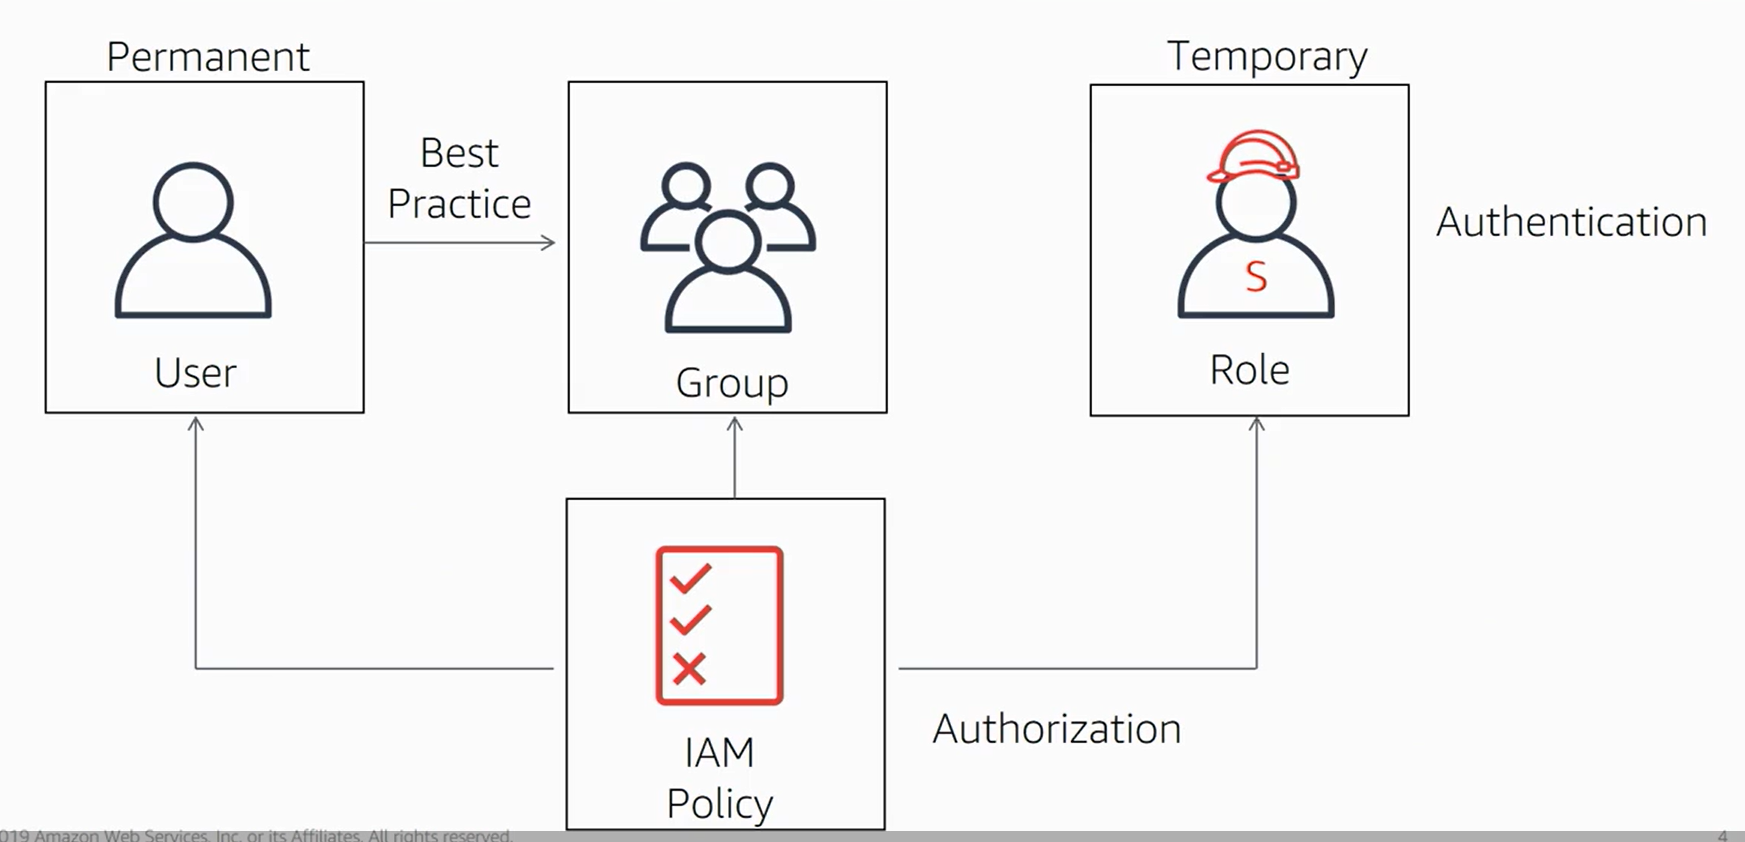 Permanent
Temporary
Best
Practice
S
Authentication
User
Group
Role
IAM
Policy
Authorization
019 Amazon Web Services, Inc. or its Affiliates. All rights reserved.
4